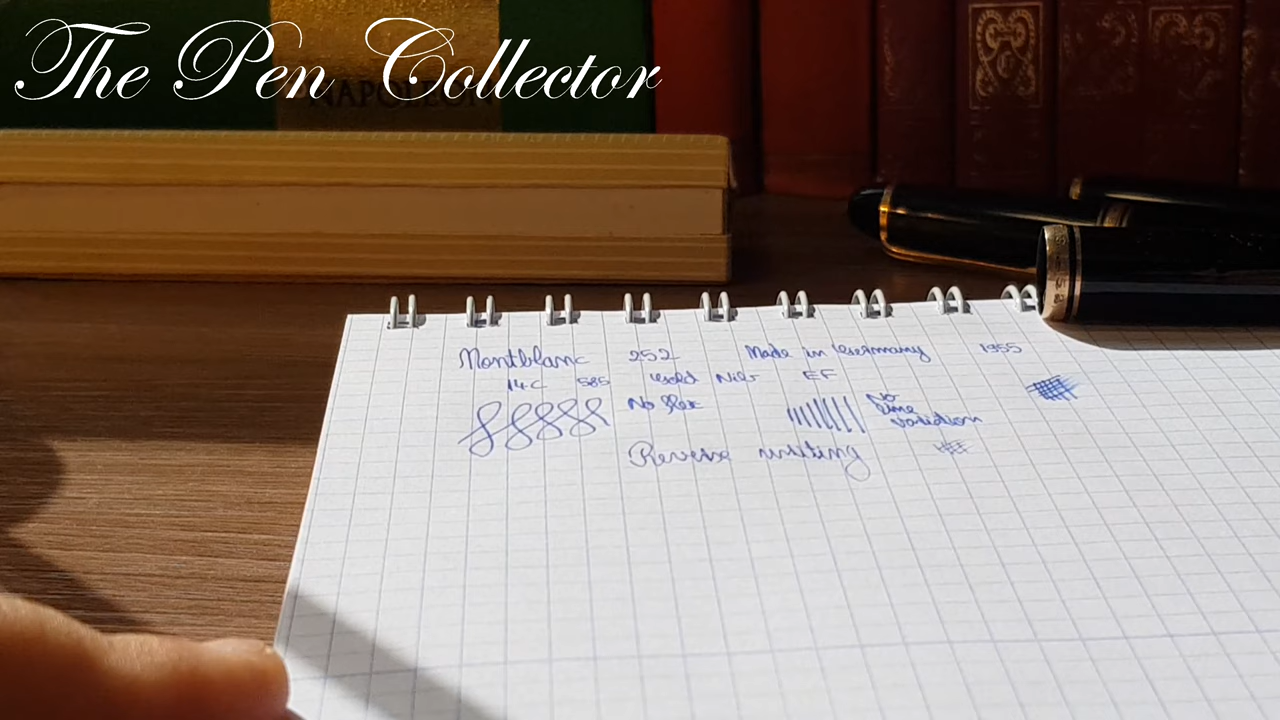 The Pen Collector
NAPOLEON
Montblanc 252 Made in Germany 1955
14C 585 Gold Nib EF
No flex
No
Line
Variation
Reverse writing